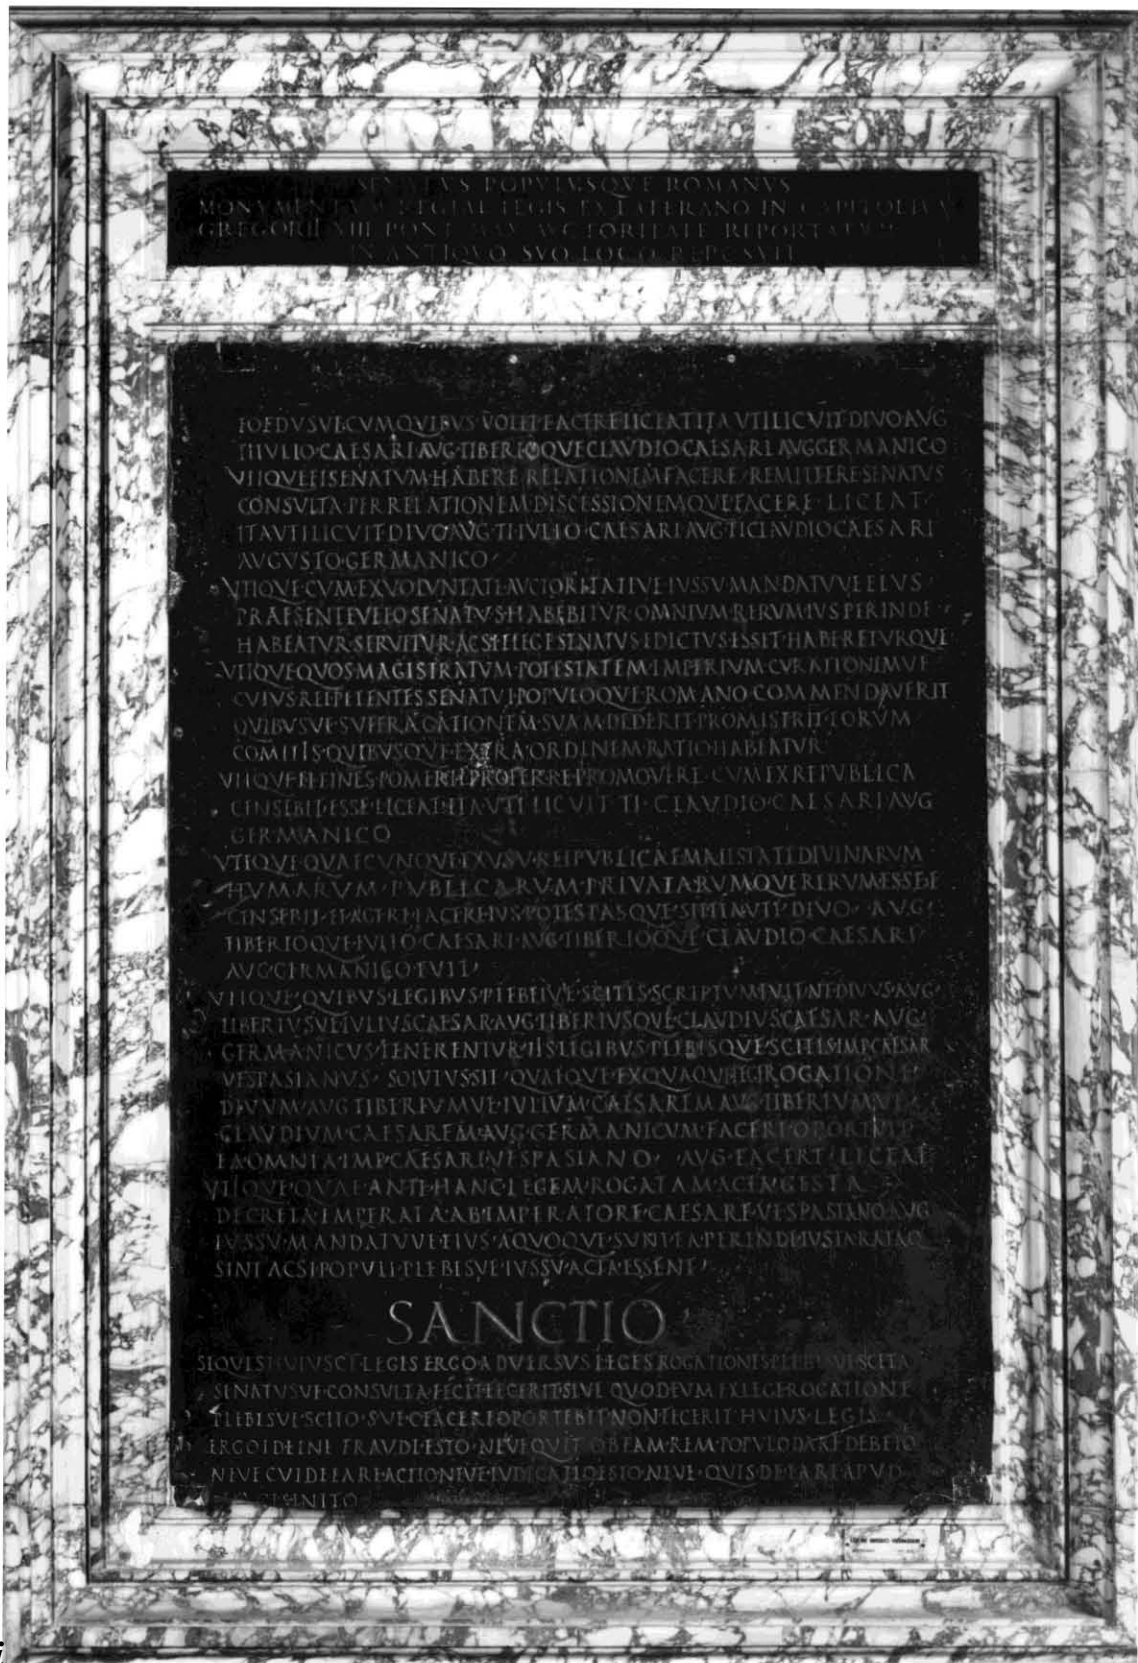 SENATVS POPVLVSQVE ROMANVS
MONVMENTVM REGIAE LEGIS EX LATERANO IN CAPITOLIVM
GREGORII XIII PONT MAX AVCTORITATE REPORTATVM
IN ANTIQVO SVO LOCO REPOSVIT
FOEDVSVE CVM QVIBVS VOLET FACERE LICEAT ITA VTI LICVIT DIVO AVG
TI IVLIO CAESARI AVG TIBERIOQVE CLAVDIO CAESARI AVG GERMANICO
VTIQVE EI SENATVM HABERE RELATIONEM FACERE REMITTERE SENATVS
CONSVLTA PER RELATIONEM DISCESSIONEMQVE FACERE LICEAT
ITA VTI LICVIT DIVO AVG TI IVLIO CAESARI AVG TI CLAVDIO CAESARI
AVGVSTO GERMANICO
VTIQVE CVM EX VOLVNTATE AVCTORITATEVE IVSSV MANDATVVE EIVS
PRAESENTEVE EO SENATVS HABEBITVR OMNIVM RERVM IVS PERINDE
HABEATVR SERVETVR AC SI E LEGE SENATVS EDICTVS ESSET HABERETVRQVE
VTIQVE QVOS MAGISTRATVM POTESTATEM IMPERIVM CVRATIONEMVE
CVIVS REI PETENTES SENATVI POPVLOQVE ROMANO COMMENDAVERIT
QVIBVSVE SVFFRAGATIONEM SVAM DEDERIT PROMISERIT EORVM
COMITIS QVIBVSQVE EXTRA ORDINEM RATIO HABEATVR
VTIQVE EI FINES POMERII PROFERRE PROMOVERE CVM EX REPVBLICA
CENSEBIT ESSE LICEAT ITA VTI LICVIT TI CLAVDIO CAESARI AVG
GERMANICO
VTIQVE QVAECVNQVE EX VSV REIPVBLICAE MAIESTATE DIVINARVM
HVMARVM PVBLICARVM PRIVATARVMQVE RERVM ESSE E
CENSEBIT EI AGERE FACERE IVS POTESTASQVE SIT ITA VTI DIVO AVG
TIBERIOQVE IVLIO CAESARI AVG TIBERIOQVE CLAVDIO CAESARI
AVG GERMANICO FVIT
VTIQVE QVIBVS LEGIBVS PLEBEIVE SCITIS SCRIPTVM FVIT NE DIVVS AVG
TIBERIVSVE IVLIVS CAESAR AVG TIBERIVSQVE CLAVDIVS CAESAR AVG
GERMANICVS TENERENTVR IIS LEGIBVS PLEBISQVE SCITIS IMP CAESAR
VESPASIANVS SOLVTVS SIT QVAEQVE EX QVAQVE LEGE ROGATIONE
DIVVM AVG TIBERIVMVE IVLIVM CAESAREM AVG TIBERIVMVE
CLAVDIVM CAESAREM AVG GERMANICVM FACERE OPORTVIT
EA OMNIA IMP CAESARI VESPASIANO AVG FACERE LICEAT
VTIQVE QVAE ANTE HANC LEGEM ROGATAM ACTA GESTA
DECRETA IMPERATA AB IMPERATORE CAESARE VESPASIANO AVG
IVSSV MANDATVVE EIVS A QVOQVE SVNT EA PERINDE IVSTA RATAQ
SINT AC SI POPVLI PLEBISVE IVSSV ACTA ESSENT
SANCTIO
SI QVIS HVIVSCE LEGIS ERGO ADVERSVS LEGES ROGATIONES PLEBISVE SCITA
SENATVSVE CONSVLTA FECIT FECERIT SIVE QVOD EVM EX LEGE ROGATIONE
PLEBISVE SCITO SVE C FACERE OPORTEBIT NON FECERIT HVIVS LEGIS
ERGO ID EI NE FRAVDI ESTO NEVE QVIT OB EAM REM POPVLO DARE DEBETO
NEVE CVI DE EA RE ACTIO NEVE IVDICATIO ESTO NEVE QVIS DE EA RE APVD
SINITO